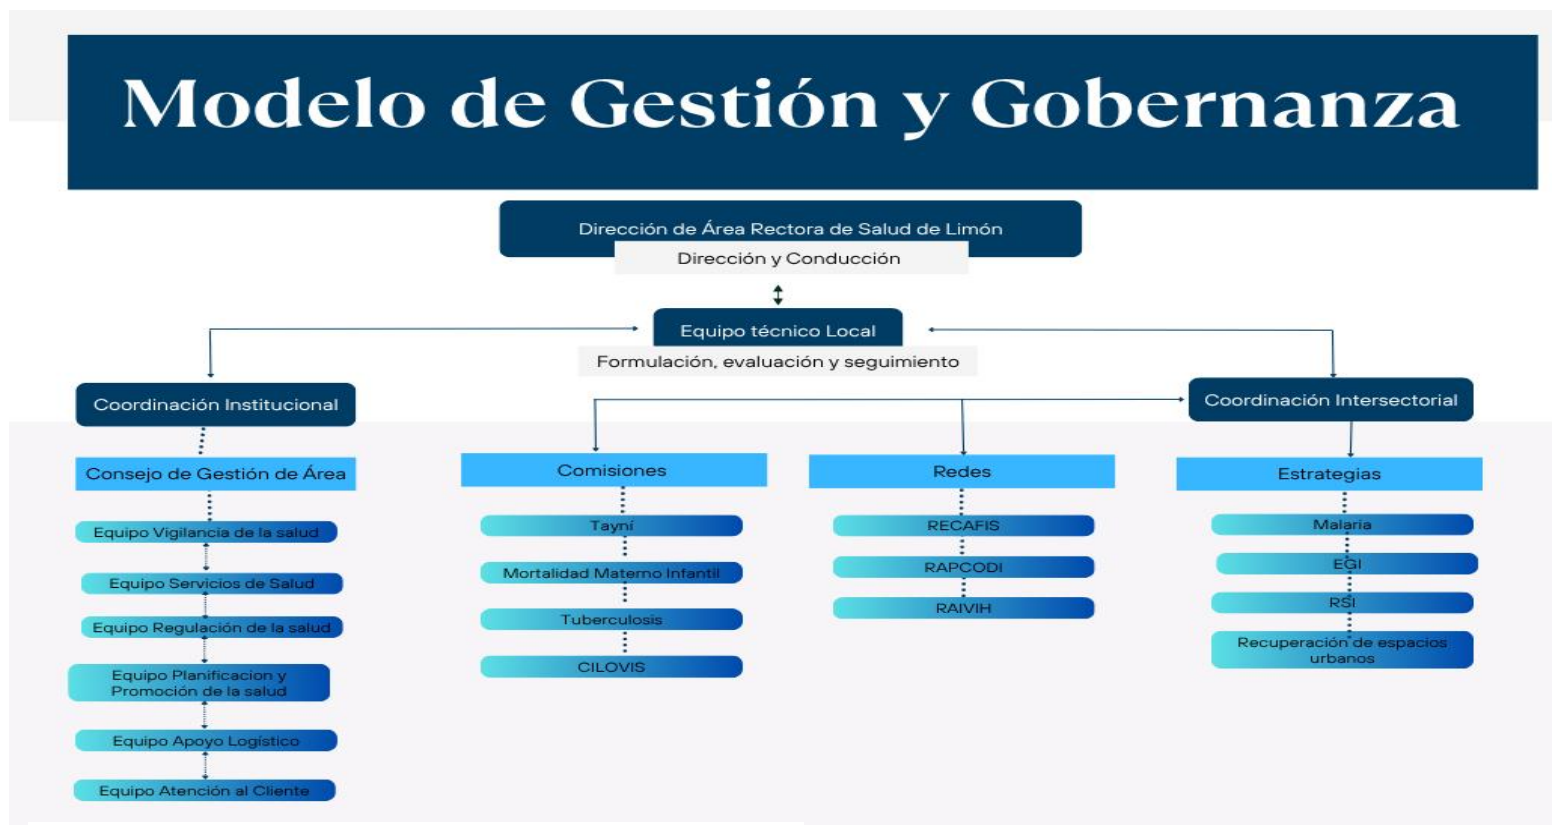 Modelo de Gestión y Gobernanza
Dirección de Área Rectora de Salud de Limón
Dirección y Conducción
Equipo técnico Local
Formulación, evaluación y seguimiento
Coordinación Institucional
Consejo de Gestión de Área
Equipo Vigilancia de la salud
Equipo Servicios de Salud
Equipo Regulación de la salud
Equipo Planificacion y
Promoción de la salud
Equipo Apoyo Logístico
Equipo Atención al Cliente
Coordinación Intersectorial
Comisiones
Tayní
Mortalidad Materno Infantil
Tuberculosis
CILOVIS
Redes
RECAFIS
RAPCODI
RAIVIH
Estrategias
Malaria
EGI
RSI
Recuperación de espacios
urbanos